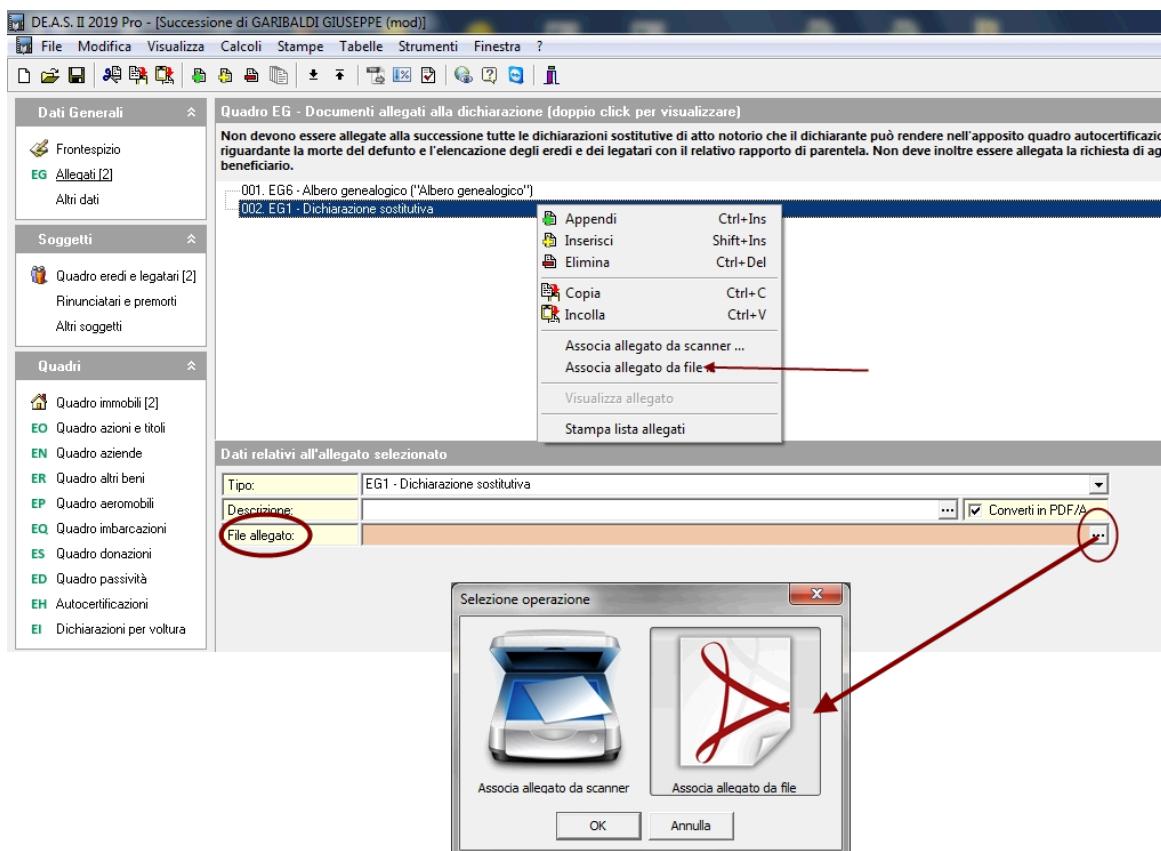 DE.A.S. II 2019 Pro - [Successione di GARIBALDI GIUSEPPE (mod)]
File Modifica Visualizza Calcoli Stampe Tabelle Strumenti Finestra ?
Dati Generali
Frontespizio
EG Allegati [2]
Altri dati
Soggetti
Quadro eredi e legatari [2]
Rinunciatari e premorti
Altri soggetti
Quadri
Quadro immobili [2]
EO Quadro azioni e titoli
EN Quadro aziende
ER Quadro altri beni
EP Quadro aeromobili
EQ Quadro imbarcazioni
ES Quadro donazioni
ED Quadro passività
EH Autocertificazioni
EI Dichiarazioni per voltura
Quadro EG - Documenti allegati alla dichiarazione (doppio click per visualizzare)
Non devono essere allegate alla successione tutte le dichiarazioni sostitutive di atto notorio che il dichiarante può rendere nell'apposito quadro autocertificazio
riguardante la morte del defunto e l'elencazione degli eredi e dei legatari con il relativo rapporto di parentela. Non deve inoltre essere allegata la richiesta di ag
beneficiario.
001. EG6 - Albero genealogico ("Albero genealogico")
002. EG1 - Dichiarazione sostitutiva
Appendi Ctrl+Ins
Inserisci Shift+Ins
Elimina Ctrl+Del
Copia Ctrl+C
Incolla Ctrl+V
Associa allegato da scanner ...
Associa allegato da file
Visualizza allegato
Stampa lista allegati
Dati relativi all'allegato selezionato
Tipo: EG1 - Dichiarazione sostitutiva
Descrizione: ... Converti in PDF/A
File allegato: ...
Selezione operazione
Associa allegato da scanner Associa allegato da file
OK Annulla